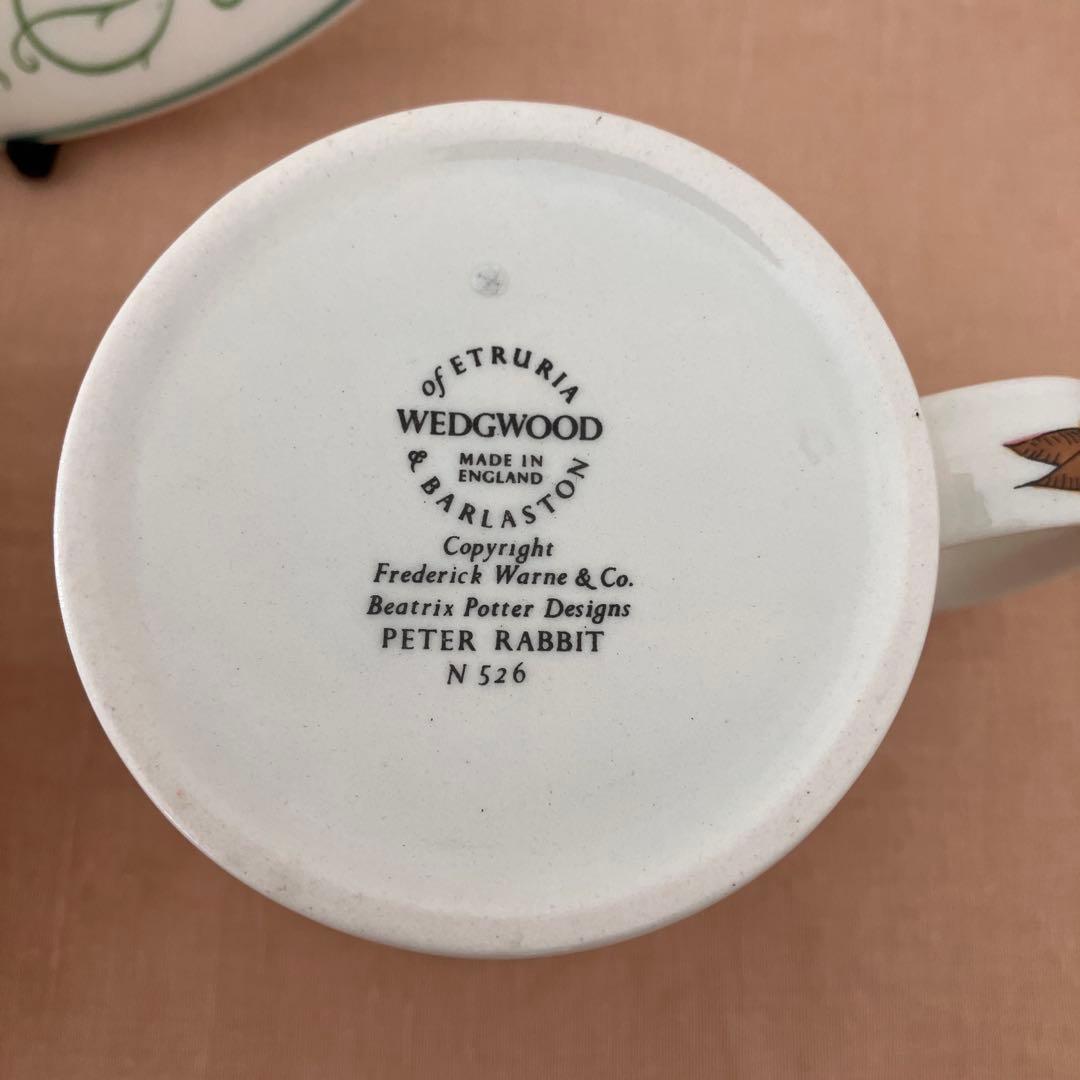 of ETRURIA
WEDGWOOD
MADE IN
ENGLAND
& BARLASTON
Copyright
Frederick Warne & Co.
Beatrix Potter Designs
PETER RABBIT
N 526